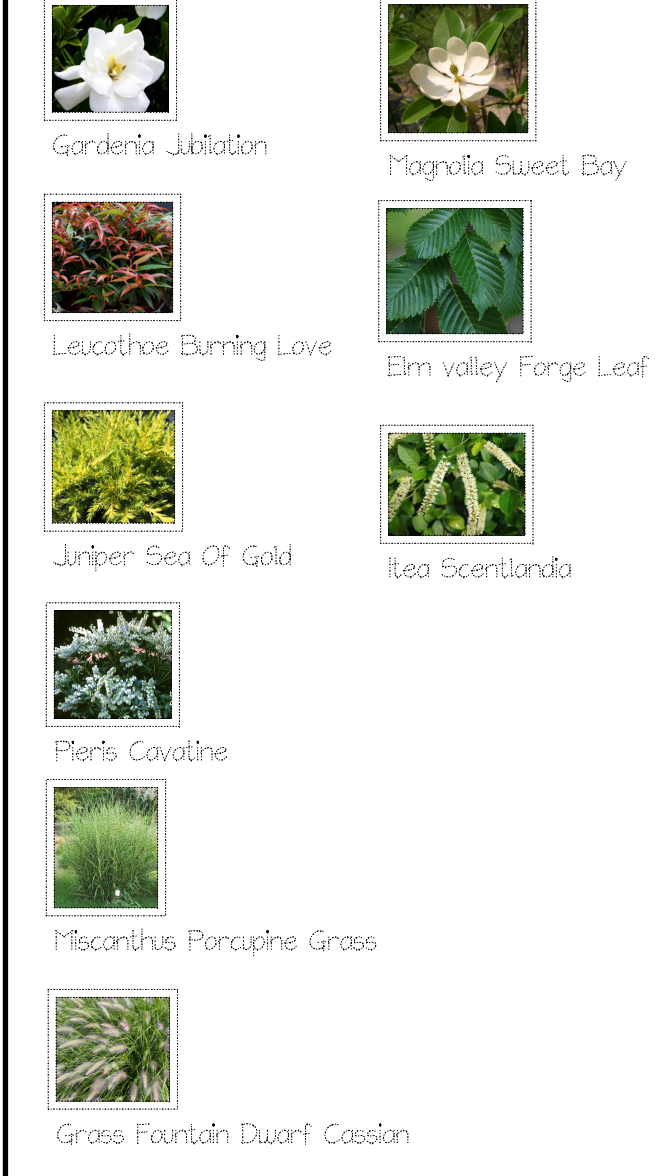 Gardenia Jubilation
Magnolia Sweet Bay
Leucothoe Burning Love
Elm valley Forge Leaf
Juniper Sea Of Gold
Itea Scentlandia
Pieris Cavatine
Miscanthus Porcupine Grass
Grass Fountain Dwarf Cassian